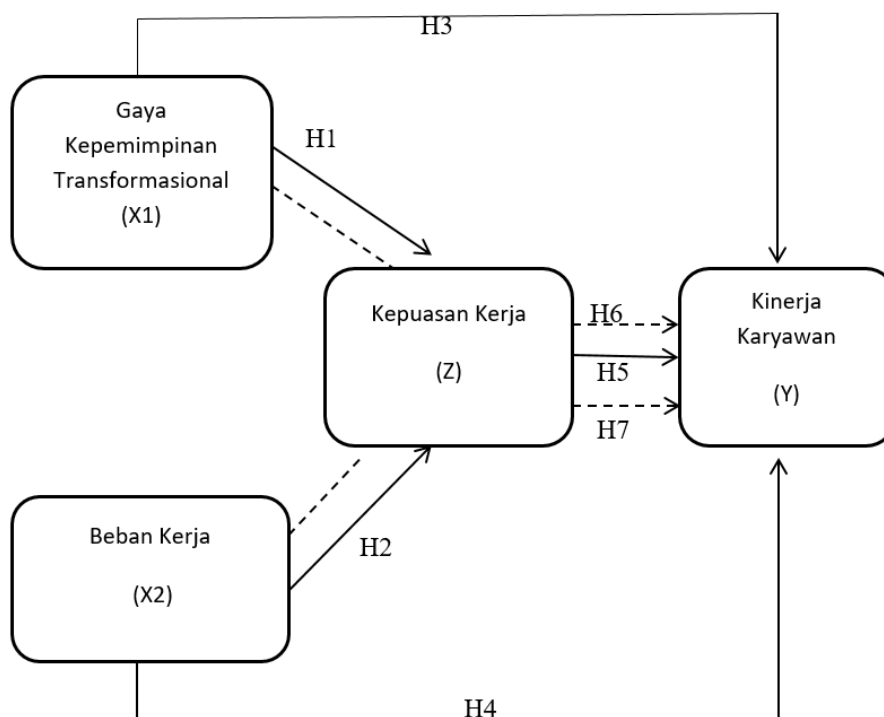 H3
Gaya
Kepemimpinan
Transformasional
(X1)
H1
Kepuasan Kerja
(Z)
H6
H5
H7
Kinerja
Karyawan
(Y)
Beban Kerja
(X2)
H2
H4